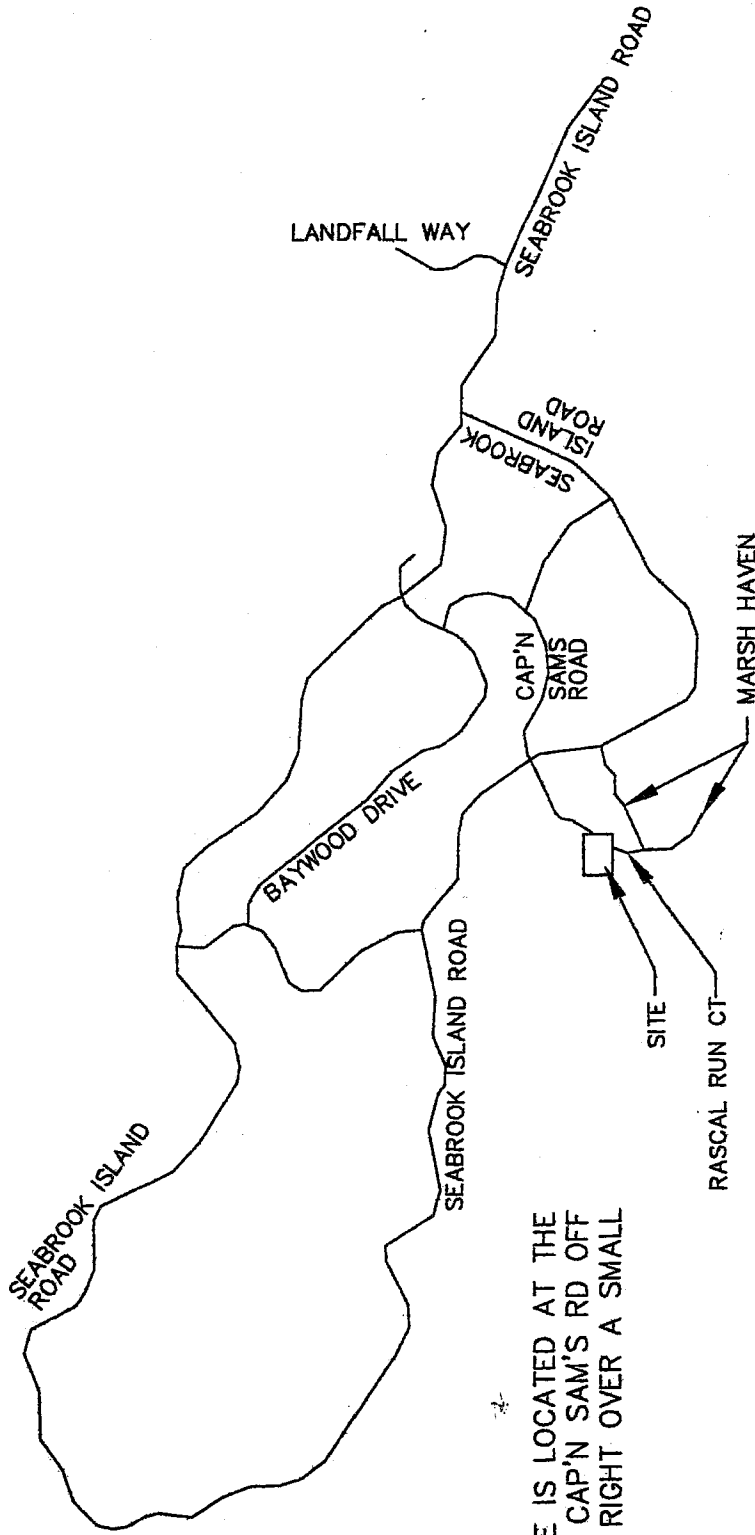 LANDFALL WAY
SEABROOK ISLAND ROAD
SEABROOK
ISLAND
ROAD
CAP'N
SAMS
ROAD
MARSH HAVEN
BAYWOOD DRIVE
SITE
RASCAL RUN CT
SEABROOK ISLAND ROAD
SEABROOK ISLAND
ROAD
E IS LOCATED AT THE
CAP'N SAM'S RD OFF
RIGHT OVER A SMALL